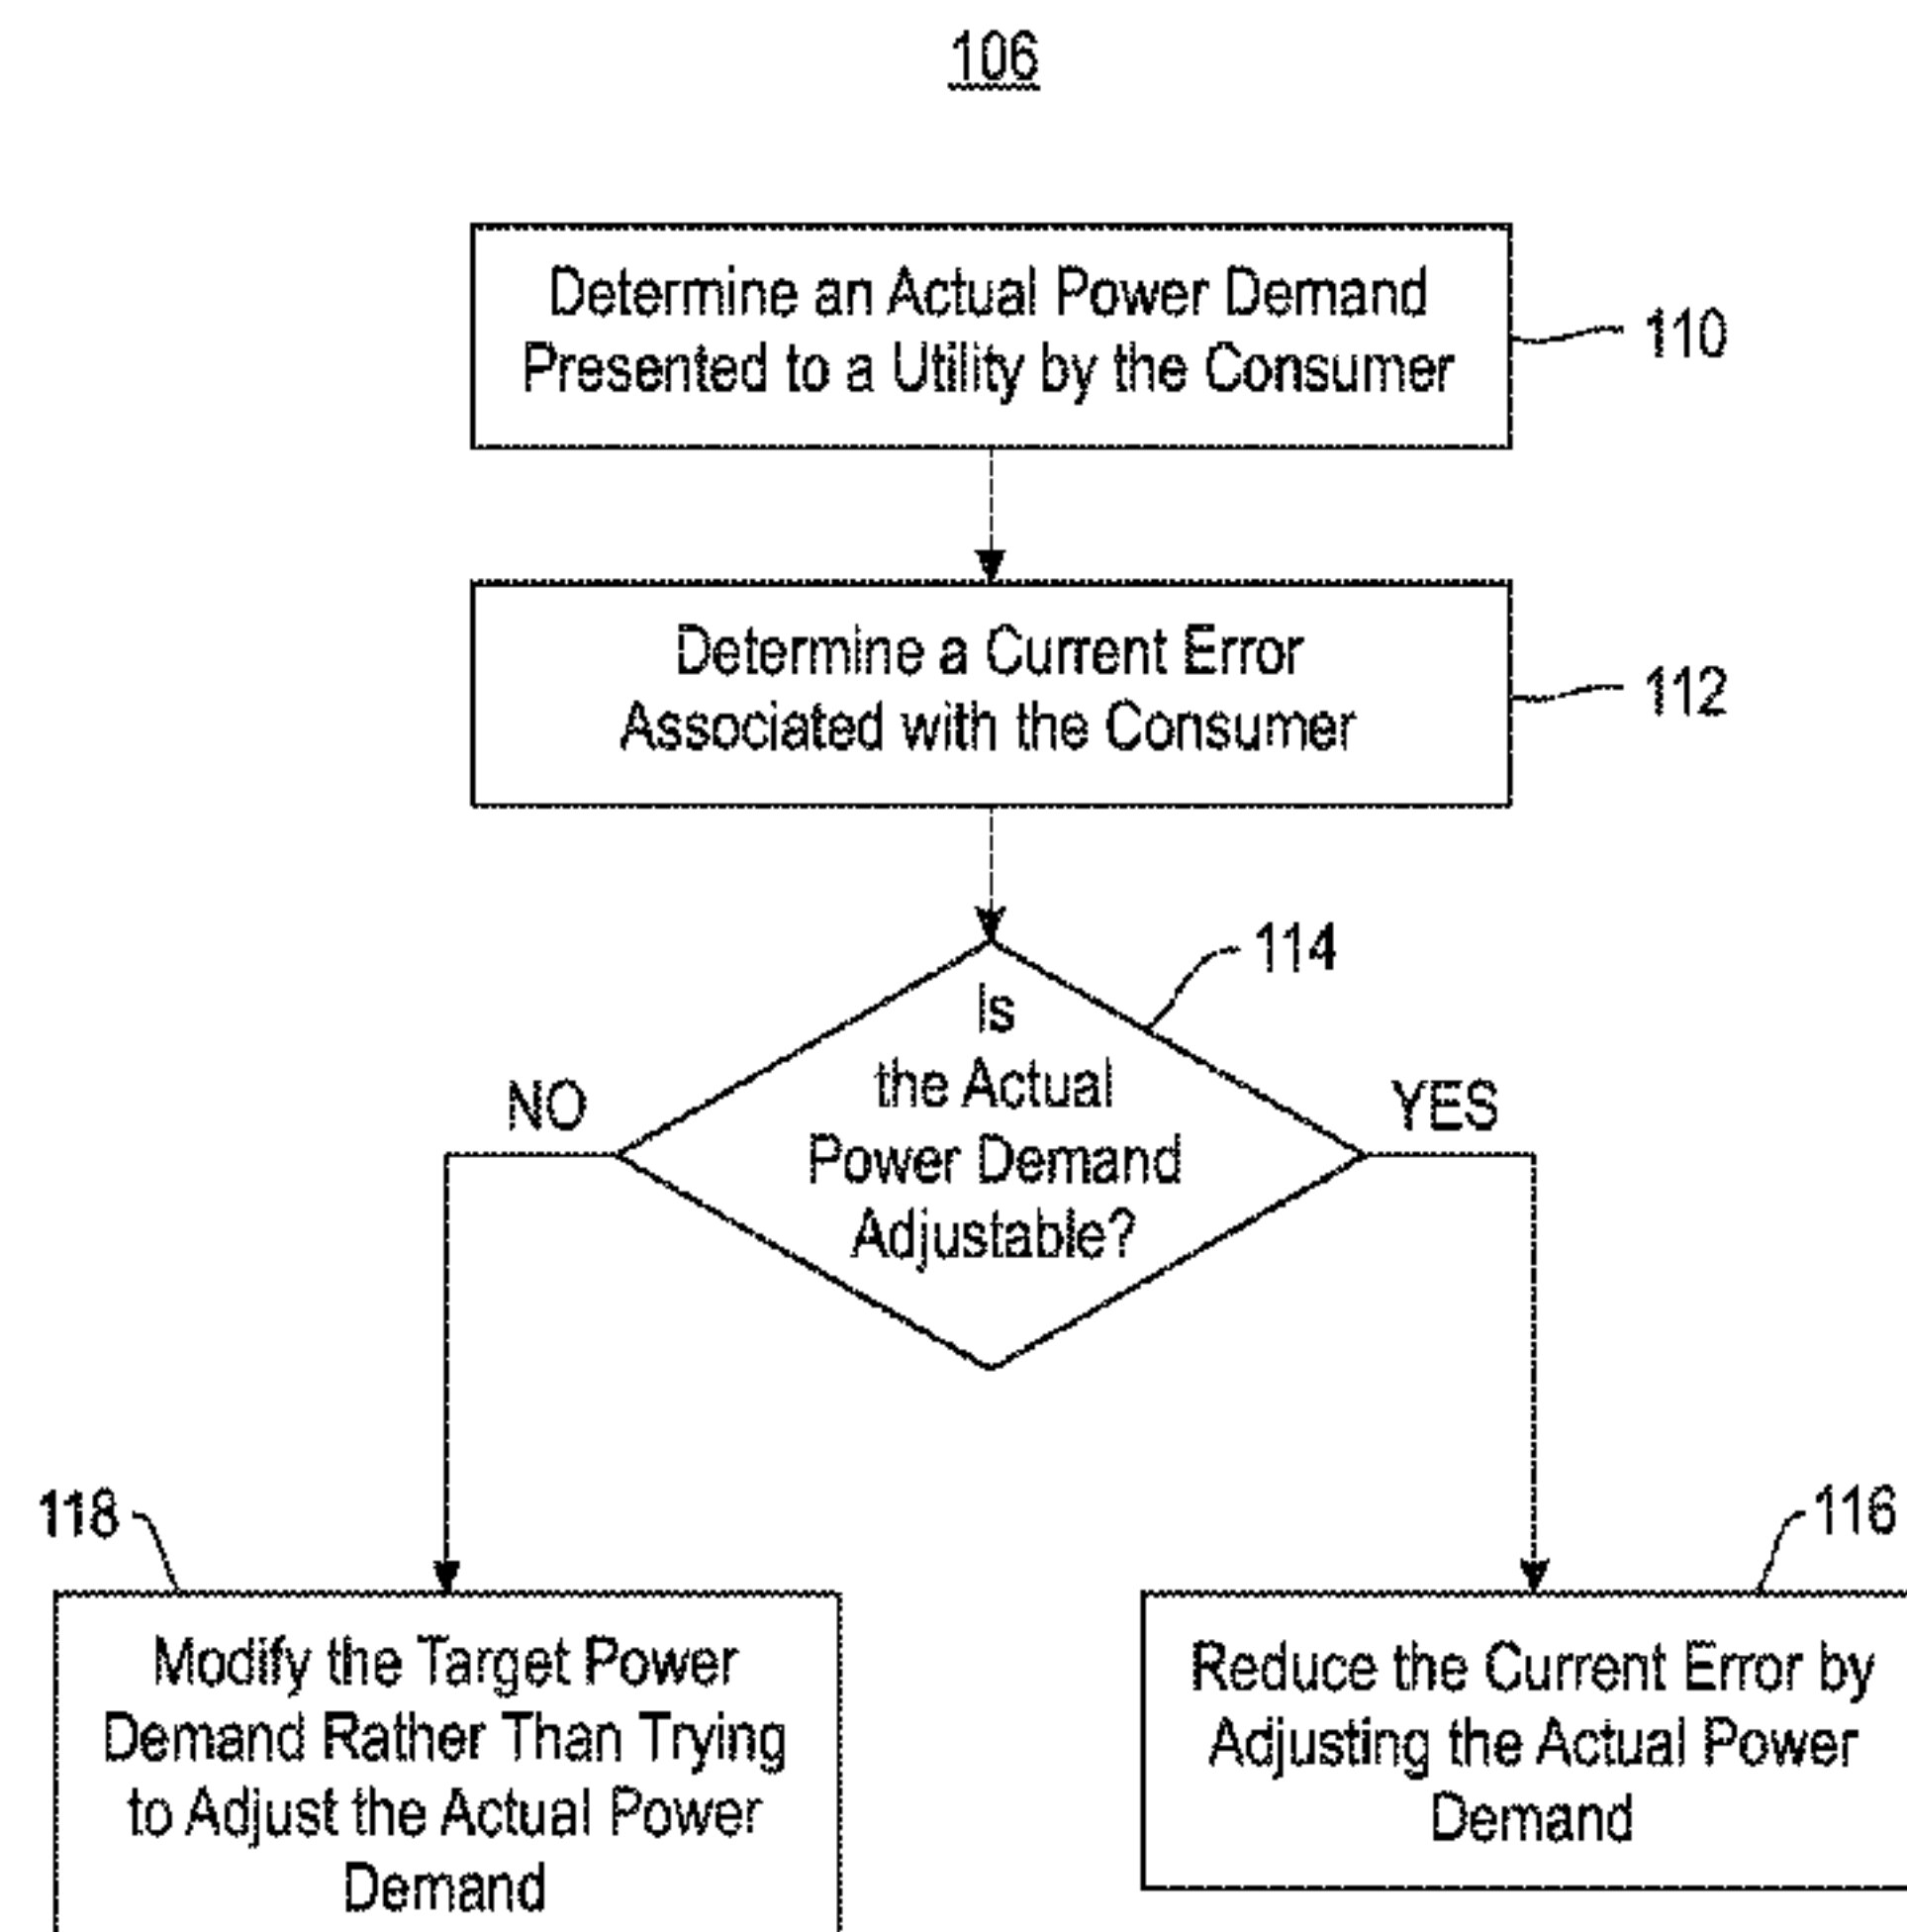 106
Determine an Actual Power Demand
Presented to a Utility by the Consumer
110
Determine a Current Error
Associated with the Consumer
112
114
Is
the Actual
Power Demand
Adjustable?
NO
YES
118
Modify the Target Power
Demand Rather Than Trying
to Adjust the Actual Power
Demand
116
Reduce the Current Error by
Adjusting the Actual Power
Demand